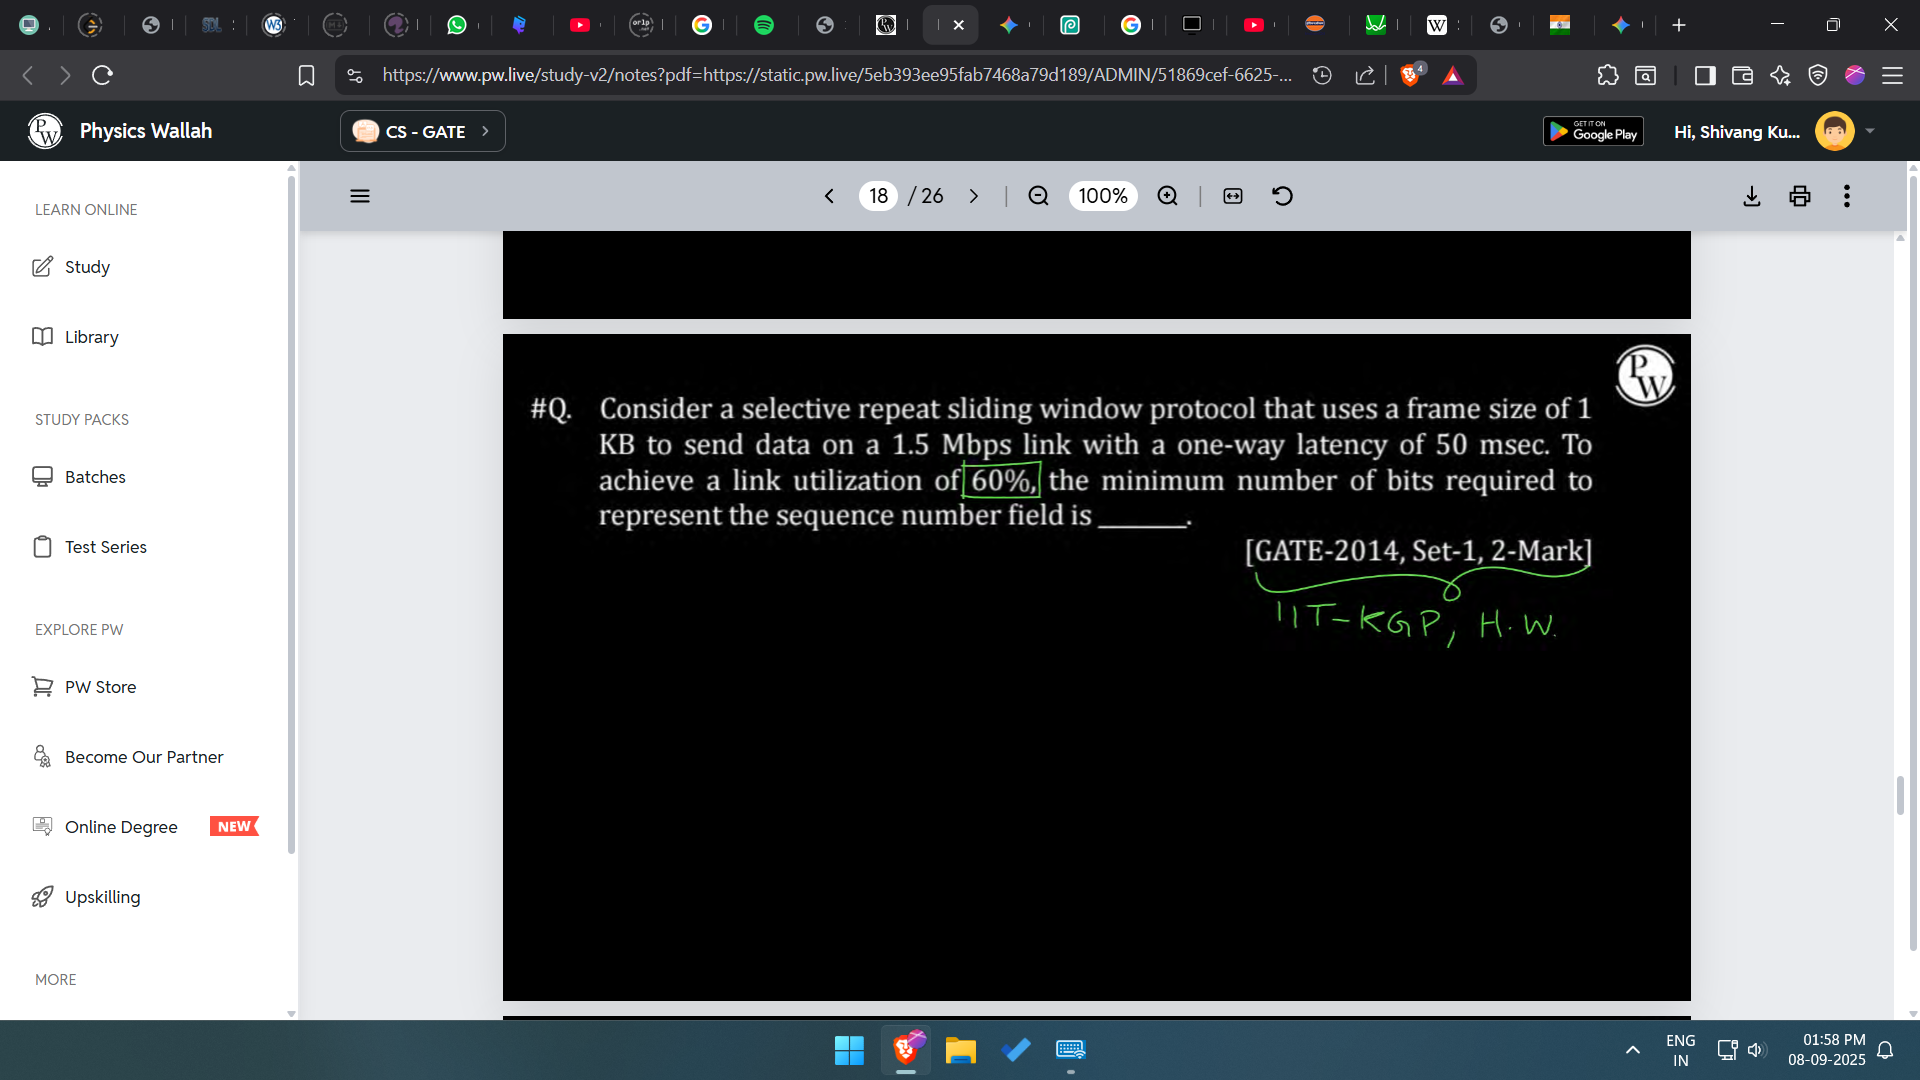 https://www.pw.live/study-v2/notes?pdf=https://static.pw.live/5eb393ee95fab7468a79d189/ADMIN/51869cef-6625-...
4
PW
Physics Wallah
CS - GATE
GET IT ON
Google Play
Hi, Shivang Ku...
LEARN ONLINE
Study
Library
STUDY PACKS
Batches
Test Series
EXPLORE PW
PW Store
Become Our Partner
Online Degree NEW
Upskilling
MORE
18 / 26
100%
PW
#Q. Consider a selective repeat sliding window protocol that uses a frame size of 1
KB to send data on a 1.5 Mbps link with a one-way latency of 50 msec. To
achieve a link utilization of 60%, the minimum number of bits required to
represent the sequence number field is ________.
[GATE-2014, Set-1, 2-Mark]
IIT-KGP, H.W.
ENG
IN
01:58 PM
08-09-2025